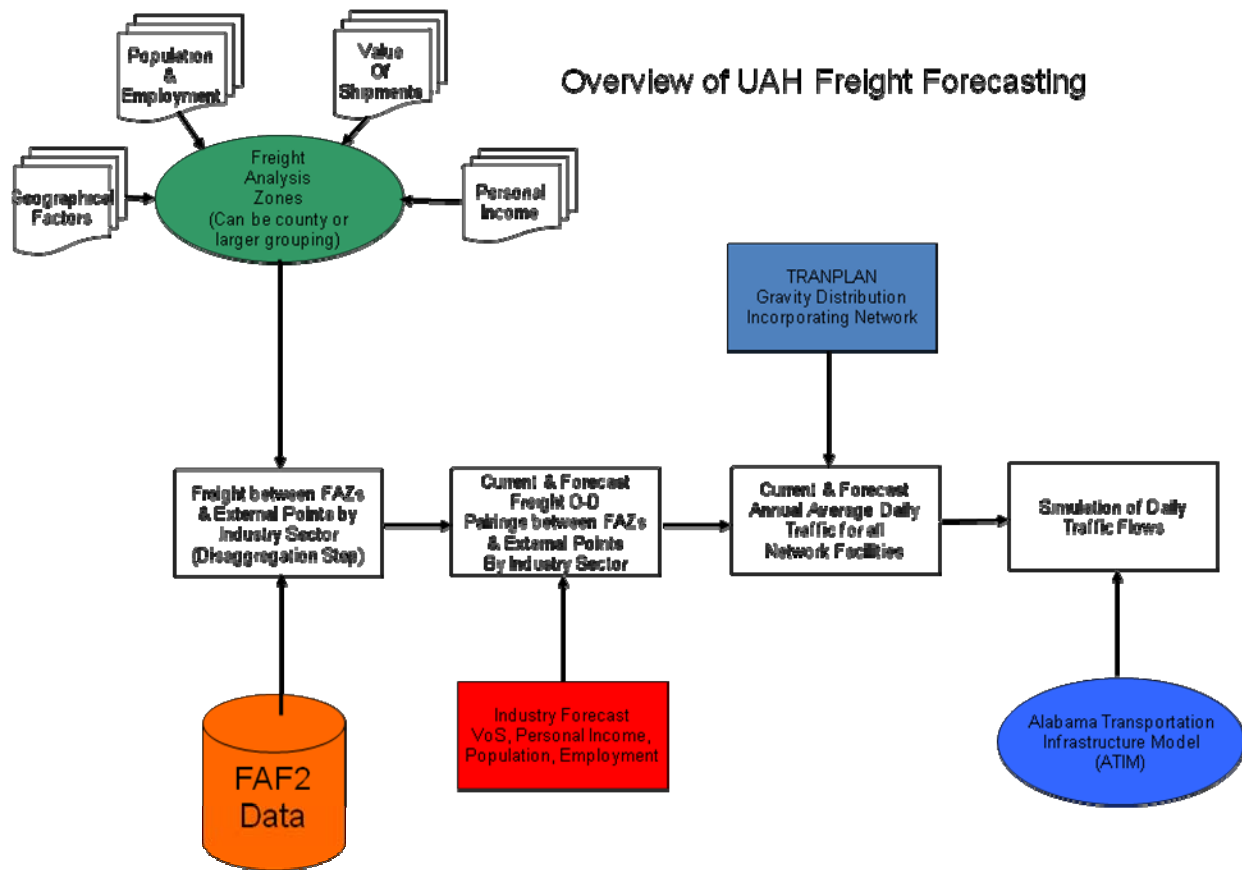 Population
&
Employment
Value
Of
Shipments
Overview of UAH Freight Forecasting
Geographical
Factors
Freight
Analysis
Zones
(Can be county or
larger grouping)
Personal
Income
TRANPLAN
Gravity Distribution
Incorporating Network
Freight between FAZs
& External Points by
Industry Sector
(Disaggregation Step)
Current & Forecast
Freight O-D
Pairings between FAZs
& External Points
By Industry Sector
Current & Forecast
Annual Average Daily
Traffic for all
Network Facilities
Simulation of Daily
Traffic Flows
FAF2
Data
Industry Forecast
VoS, Personal Income,
Population, Employment
Alabama Transportation
Infrastructure Model
(ATIM)